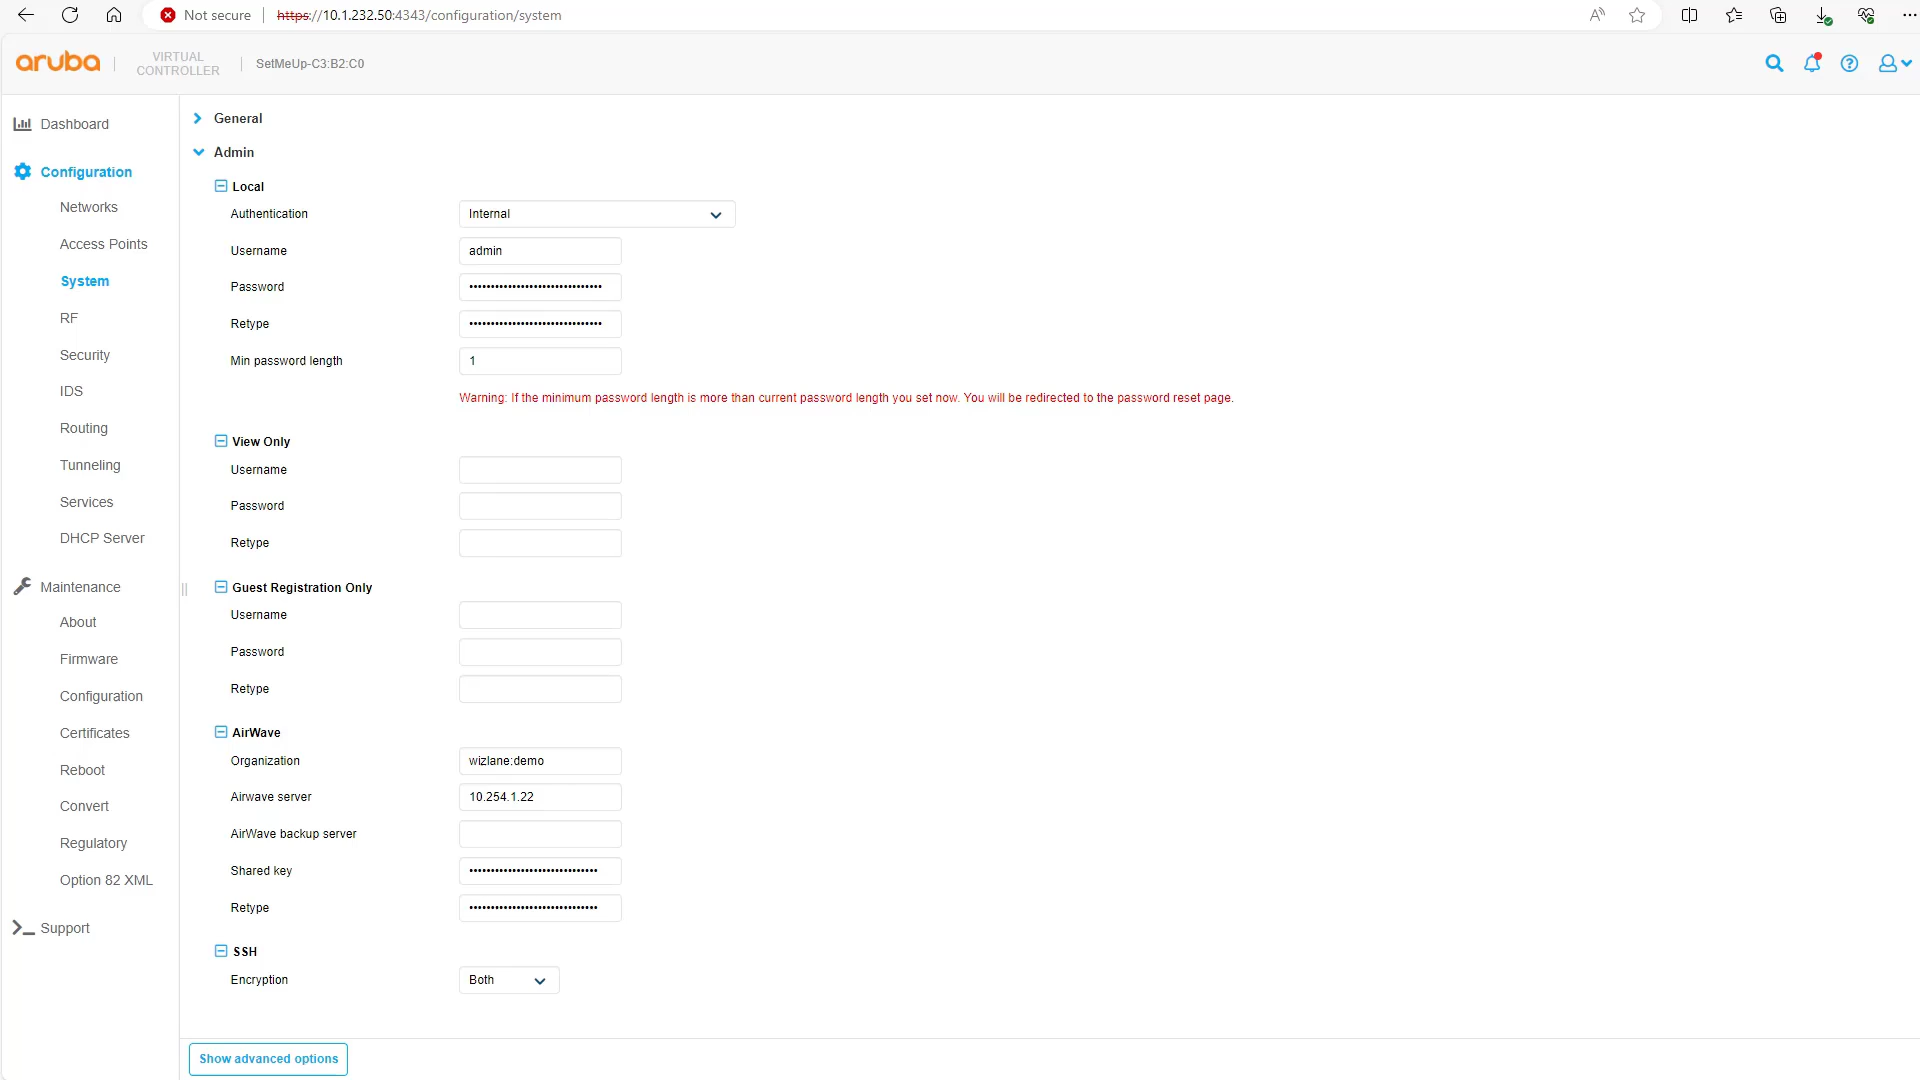 Not secure
https://10.1.232.50:4343/configuration/system
aruba
VIRTUAL
CONTROLLER
SetMeUp-C3:B2:C0
Dashboard
Configuration
Networks
Access Points
System
RF
Security
IDS
Routing
Tunneling
Services
DHCP Server
Maintenance
About
Firmware
Configuration
Certificates
Reboot
Convert
Regulatory
Option 82 XML
Support
General
Admin
Local
Authentication Internal
Username admin
Password ••••••••••••••••••••••••••••••••
Retype ••••••••••••••••••••••••••••••••
Min password length 1
Warning: If the minimum password length is more than current password length you set now. You will be redirected to the password reset page.
View Only
Username
Password
Retype
Guest Registration Only
Username
Password
Retype
AirWave
Organization wizlane:demo
Airwave server 10.254.1.22
AirWave backup server
Shared key •••••••••••••••••••••••••••••••
Retype •••••••••••••••••••••••••••••••
SSH
Encryption Both
Show advanced options